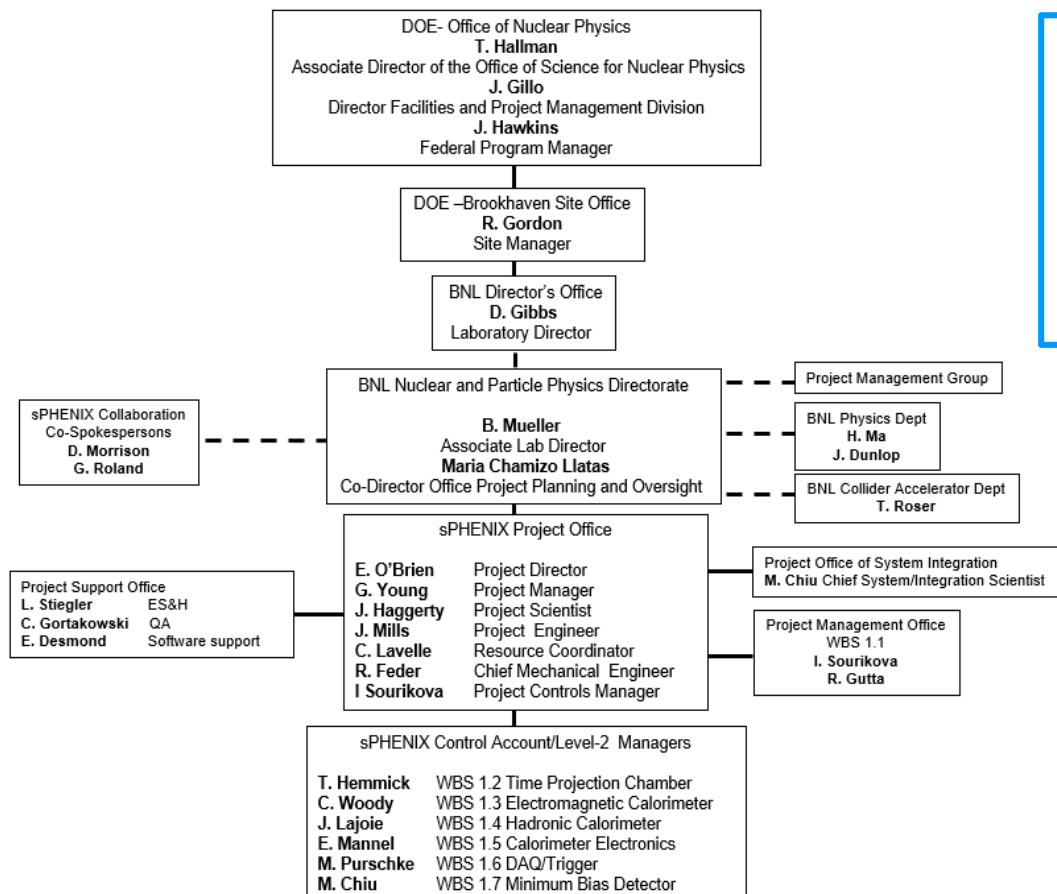 DOE- Office of Nuclear Physics
T. Hallman
Associate Director of the Office of Science for Nuclear Physics
J. Gillo
Director Facilities and Project Management Division
J. Hawkins
Federal Program Manager
DOE –Brookhaven Site Office
R. Gordon
Site Manager
BNL Director's Office
D. Gibbs
Laboratory Director
BNL Nuclear and Particle Physics Directorate
B. Mueller
Associate Lab Director
Maria Chamizo Llatas
Co-Director Office Project Planning and Oversight
sPHENIX Collaboration
Co-Spokespersons
D. Morrison
G. Roland
Project Management Group
BNL Physics Dept
H. Ma
J. Dunlop
BNL Collider Accelerator Dept
T. Roser
sPHENIX Project Office
E. O'Brien Project Director
G. Young Project Manager
J. Haggerty Project Scientist
J. Mills Project Engineer
C. Lavelle Resource Coordinator
R. Feder Chief Mechanical Engineer
I Sourikova Project Controls Manager
Project Support Office
L. Stiegler ES&H
C. Gortakowski QA
E. Desmond Software support
Project Office of System Integration
M. Chiu Chief System/Integration Scientist
Project Management Office
WBS 1.1
I. Sourikova
R. Gutta
sPHENIX Control Account/Level-2 Managers
T. Hemmick WBS 1.2 Time Projection Chamber
C. Woody WBS 1.3 Electromagnetic Calorimeter
J. Lajoie WBS 1.4 Hadronic Calorimeter
E. Mannel WBS 1.5 Calorimeter Electronics
M. Purschke WBS 1.6 DAQ/Trigger
M. Chiu WBS 1.7 Minimum Bias Detector